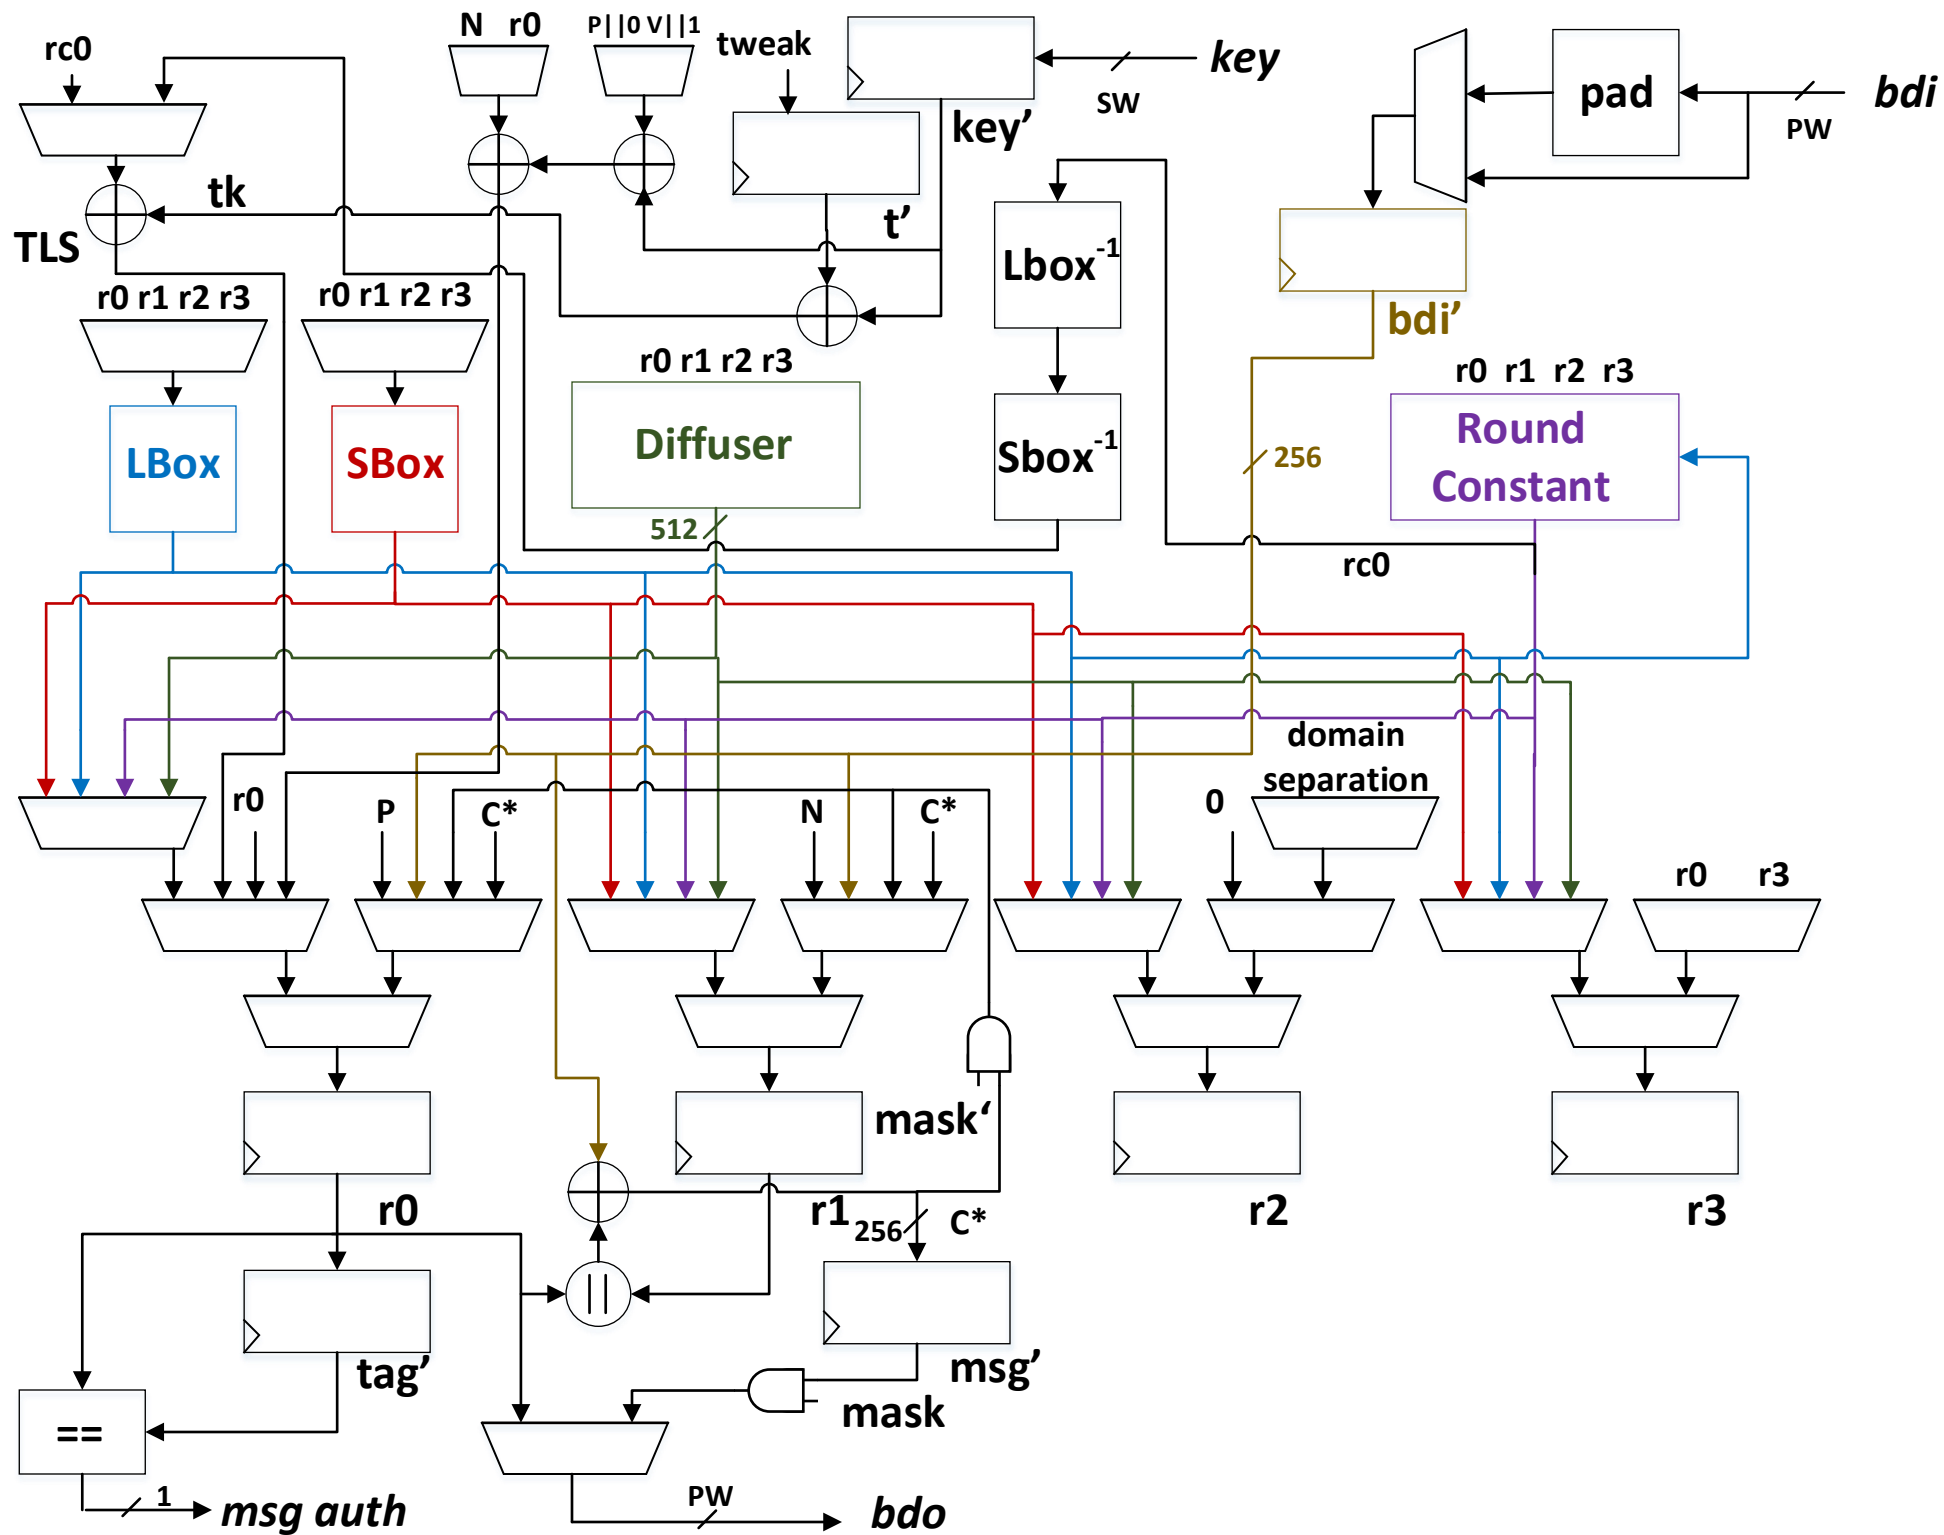 rc0
N r0
P||0 V||1
tweak
key
SW
key’
pad
bdi
PW
tk
t’
TLS
Lbox-1
r0 r1 r2 r3
r0 r1 r2 r3
bdi’
r0 r1 r2 r3
r0 r1 r2 r3
LBox
SBox
Diffuser
Sbox-1
256
Round
Constant
512
rc0
domain
separation
r0
P
C*
N
C*
0
r0 r3
mask‘
r0
r1
256
C*
r2
r3
tag’
msg’
mask
==
1
msg auth
PW
bdo